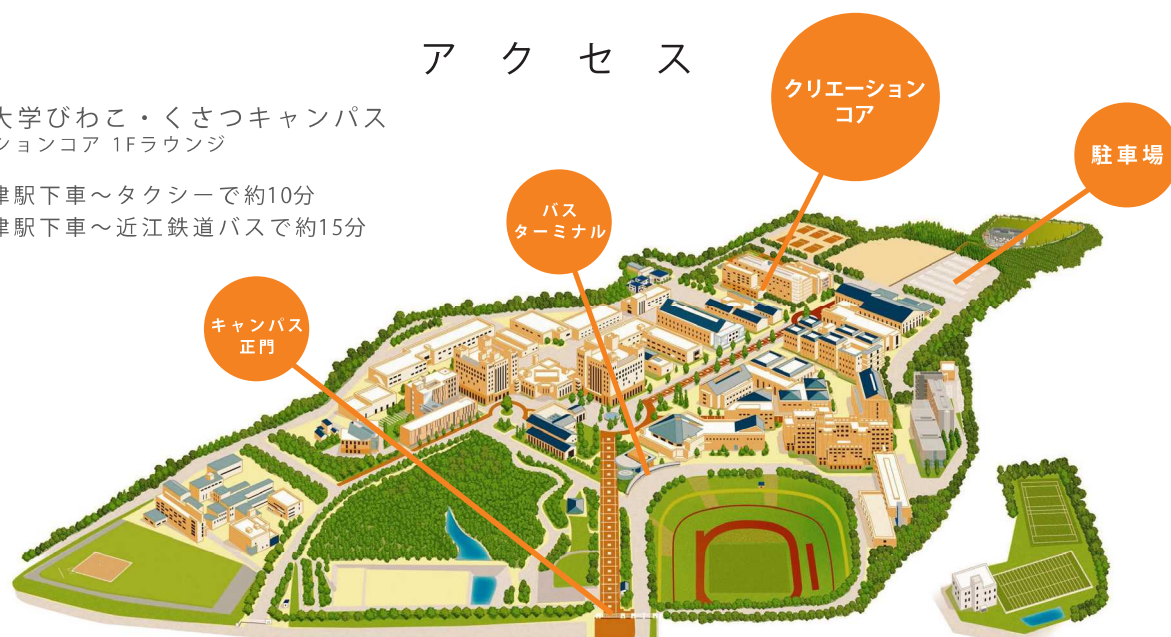 アクセス
大学びわこ・くさつキャンパス
ションコア 1Fラウンジ
津駅下車～タクシーで約10分
津駅下車～近江鉄道バスで約15分
クリエーション
コア
駐車場
バス
ターミナル
キャンパス
正門